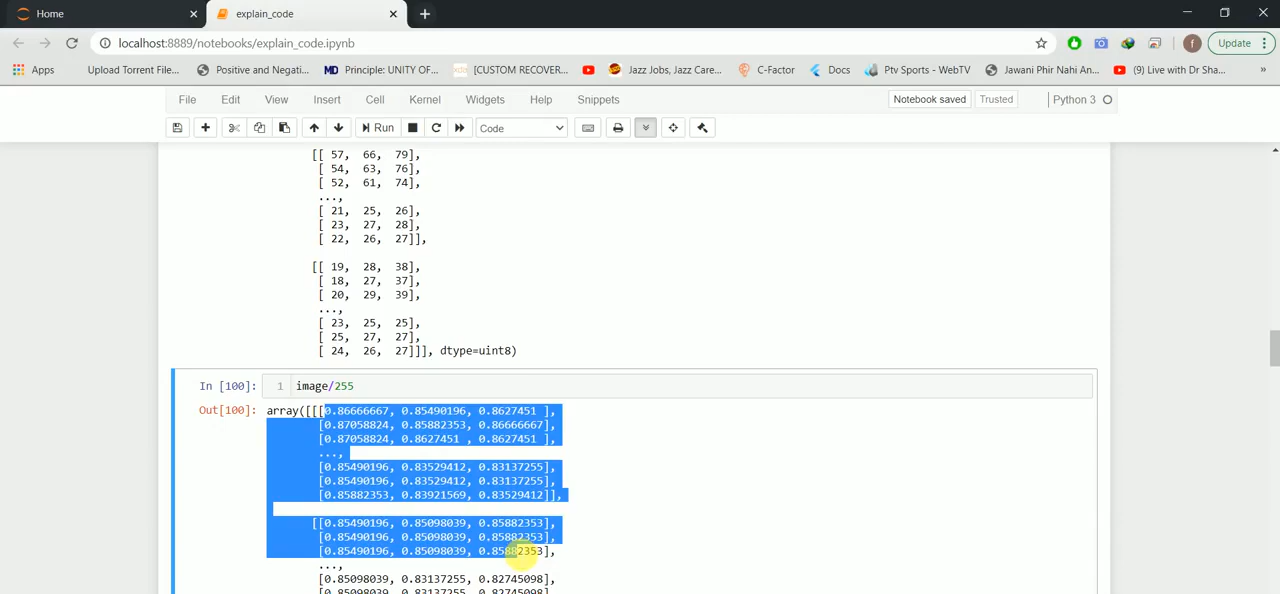 Home
explain_code
localhost:8889/notebooks/explain_code.ipynb
f
Update
Apps
Upload Torrent File...
Positive and Negati...
MD Principle: UNITY OF...
[CUSTOM RECOVER...
Jazz Jobs, Jazz Care...
C-Factor
Docs
Ptv Sports - WebTV
Jawani Phir Nahi An...
(9) Live with Dr Sha...
»
File Edit View Insert Cell Kernel Widgets Help Snippets
Notebook saved
Trusted
Python 3
Run
Code
[[ 57, 66, 79],
[ 54, 63, 76],
[ 52, 61, 74],
...,
[ 21, 25, 26],
[ 23, 27, 28],
[ 22, 26, 27]],
[[ 19, 28, 38],
[ 18, 27, 37],
[ 20, 29, 39],
...,
[ 23, 25, 25],
[ 25, 27, 27],
[ 24, 26, 27]]], dtype=uint8)
In [100]: 1 image/255
Out[100]: array([[[0.86666667, 0.85490196, 0.8627451 ],
[0.87058824, 0.85882353, 0.86666667],
[0.87058824, 0.8627451 , 0.8627451 ],
...,
[0.85490196, 0.83529412, 0.83137255],
[0.85490196, 0.83529412, 0.83137255],
[0.85882353, 0.83921569, 0.83529412]],
[[0.85490196, 0.85098039, 0.85882353],
[0.85490196, 0.85098039, 0.85882353],
[0.85490196, 0.85098039, 0.85882353],
...,
[0.85098039, 0.83137255, 0.82745098],
[0.85098039, 0.83137255, 0.82745098],